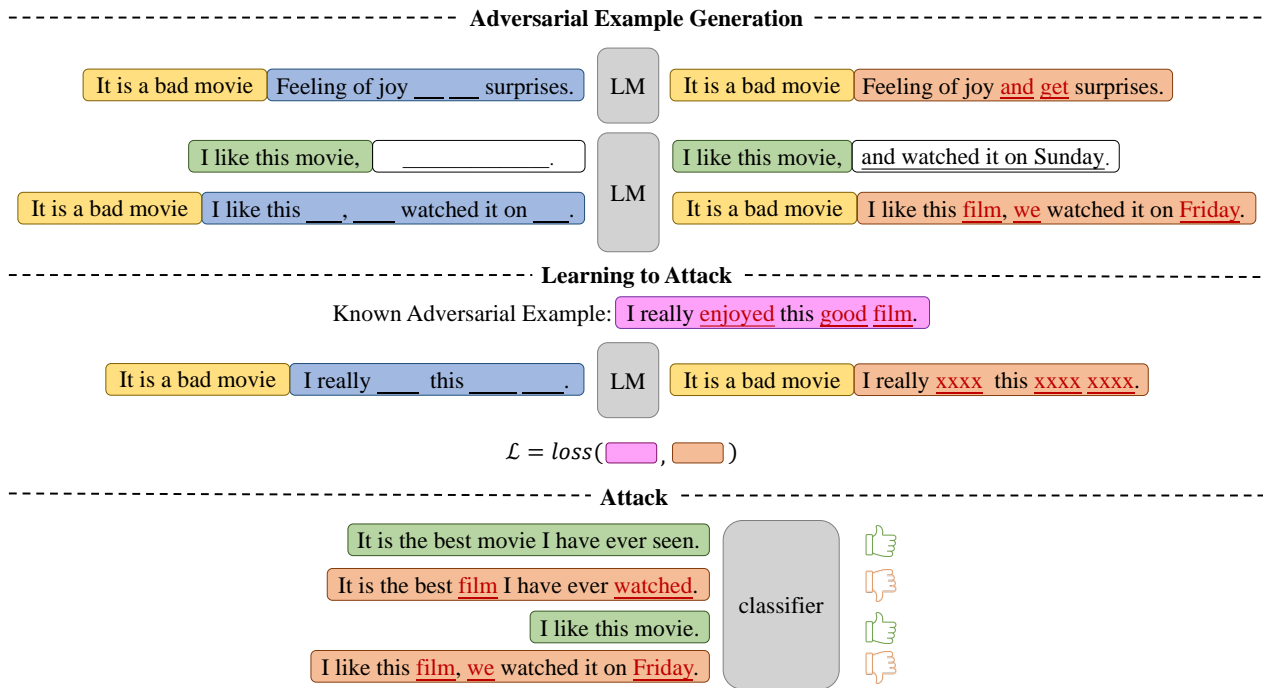 Adversarial Example Generation
It is a bad movie Feeling of joy ___ ___ surprises. LM It is a bad movie Feeling of joy and get surprises.
I like this movie, ____________. I like this movie, and watched it on Sunday.
LM
It is a bad movie I like this ___, ___ watched it on ___. It is a bad movie I like this film, we watched it on Friday.
Learning to Attack
Known Adversarial Example: I really enjoyed this good film.
It is a bad movie I really ___ this ___ ___. LM It is a bad movie I really xxxx this xxxx xxxx.
ℒ = loss( , )
Attack
It is the best movie I have ever seen.
It is the best film I have ever watched.
classifier
I like this movie.
I like this film, we watched it on Friday.